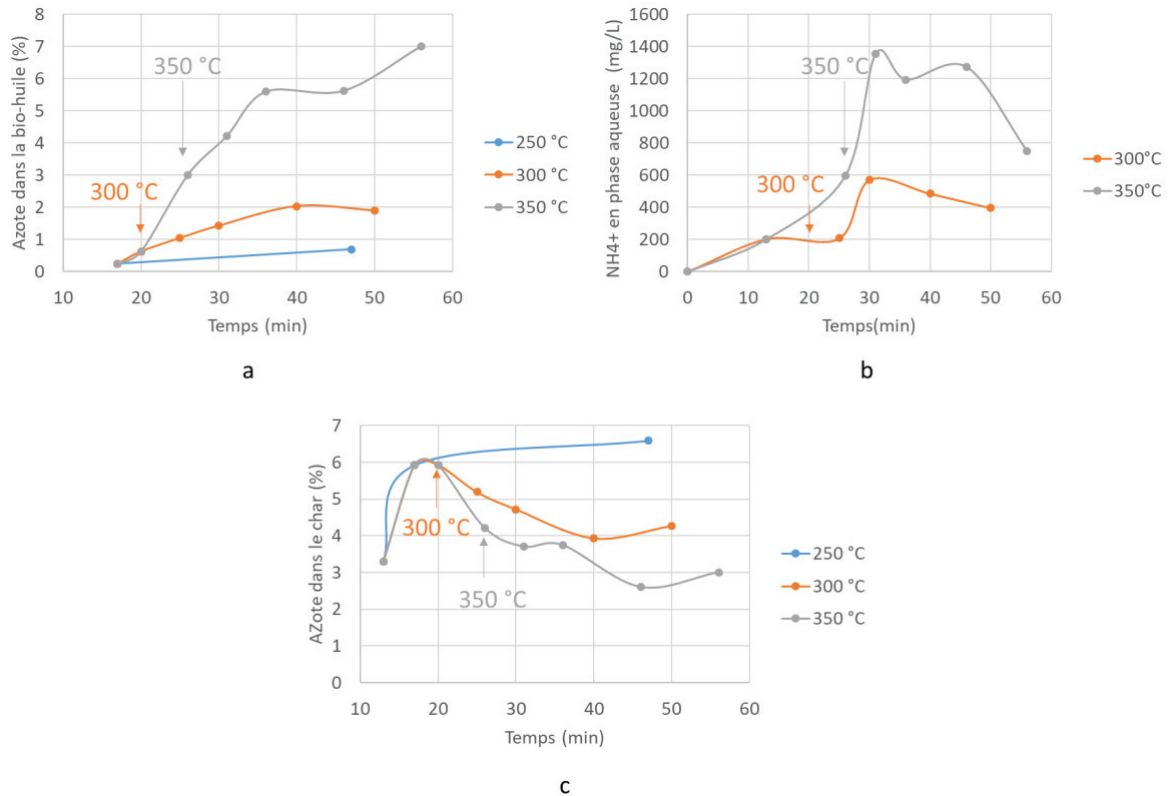 Azote dans la bio-huile (%)
8
7
6
5
4
3
2
1
0
350 °C
300 °C
10 20 30 40 50 60
Temps (min)
250 °C
300 °C
350 °C
a
NH4+ en phase aqueuse (mg/L)
1600
1400
1200
1000
800
600
400
200
0
350 °C
300 °C
0 10 20 30 40 50 60
Temps(min)
300°C
350°C
b
AZote dans le char (%)
7
6
5
4
3
2
1
0
300 °C
350 °C
10 20 30 40 50 60
Temps (min)
250 °C
300 °C
350 °C
c